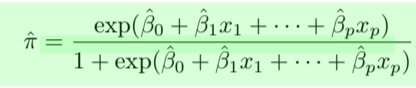 π̂ = exp(β̂₀ + β̂₁x₁ + ⋯ + β̂ₚxₚ) / 1 + exp(β̂₀ + β̂₁x₁ + ⋯ + β̂ₚxₚ)